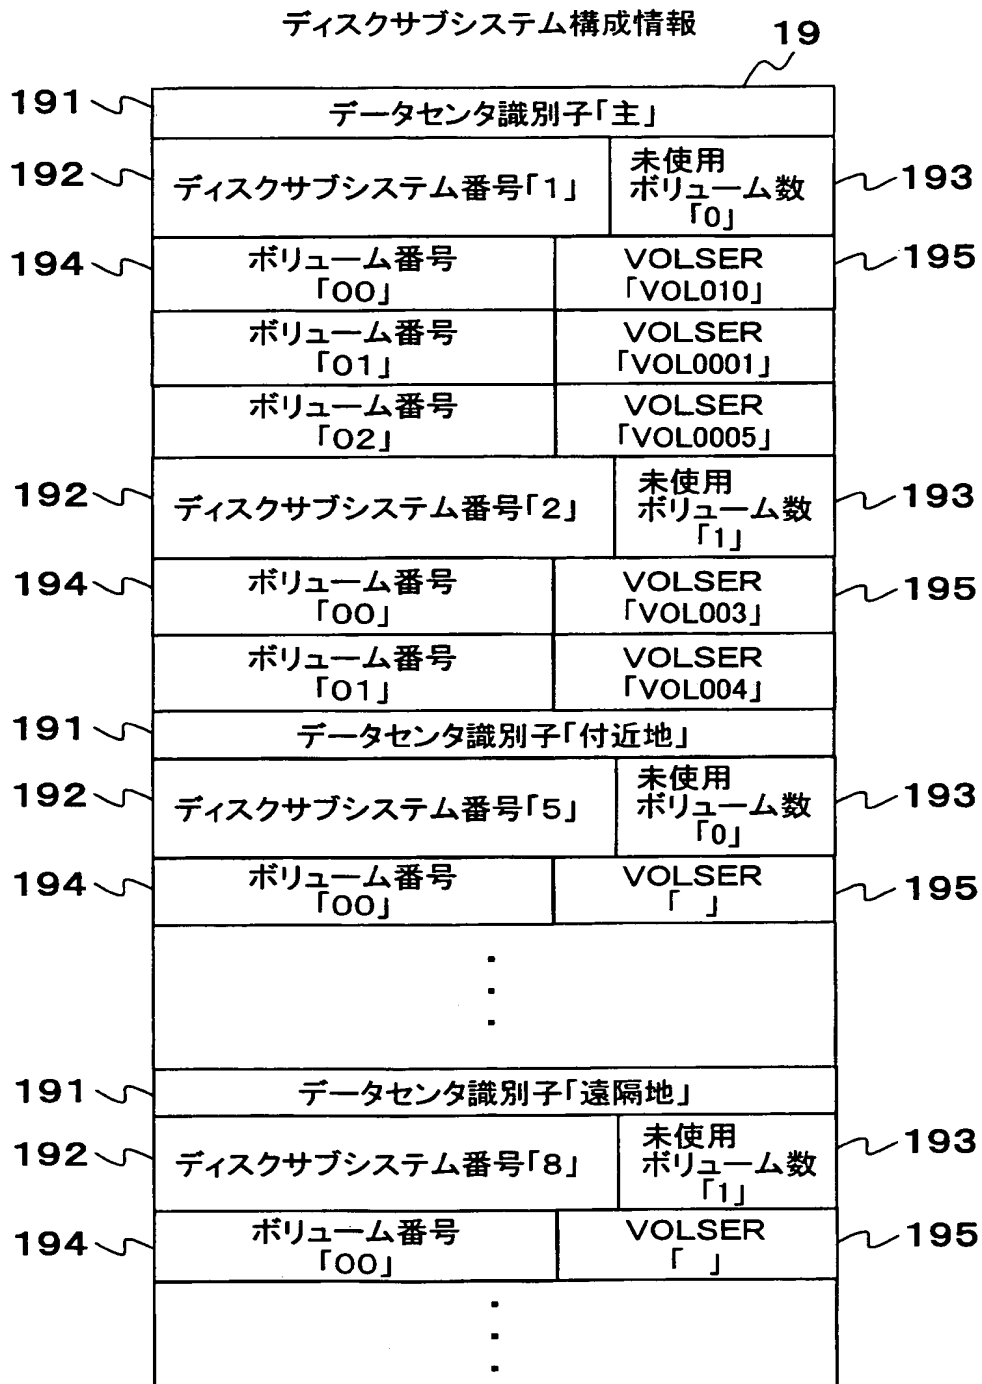 ディスクサブシステム構成情報
19
191
データセンタ識別子「主」
192
ディスクサブシステム番号「1」
未使用
ボリューム数
「0」
193
194
ボリューム番号
「00」
VOLSER
「VOL010」
195
ボリューム番号
「01」
VOLSER
「VOL0001」
ボリューム番号
「02」
VOLSER
「VOL0005」
192
ディスクサブシステム番号「2」
未使用
ボリューム数
「1」
193
194
ボリューム番号
「00」
VOLSER
「VOL003」
195
ボリューム番号
「01」
VOLSER
「VOL004」
191
データセンタ識別子「付近地」
192
ディスクサブシステム番号「5」
未使用
ボリューム数
「0」
193
194
ボリューム番号
「00」
VOLSER
「 」
195
191
データセンタ識別子「遠隔地」
192
ディスクサブシステム番号「8」
未使用
ボリューム数
「1」
193
194
ボリューム番号
「00」
VOLSER
「 」
195